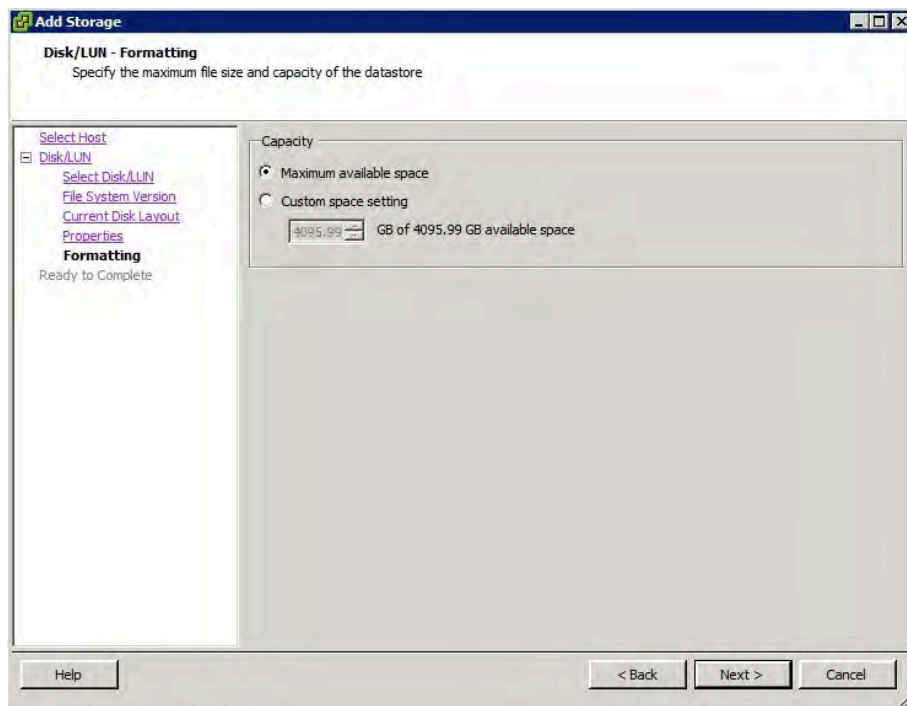 Add Storage
Disk/LUN - Formatting
Specify the maximum file size and capacity of the datastore
Select Host
Disk/LUN
Select Disk/LUN
File System Version
Current Disk Layout
Properties
Formatting
Ready to Complete
Capacity
Maximum available space
Custom space setting
4095.99 GB of 4095.99 GB available space
Help
< Back
Next >
Cancel